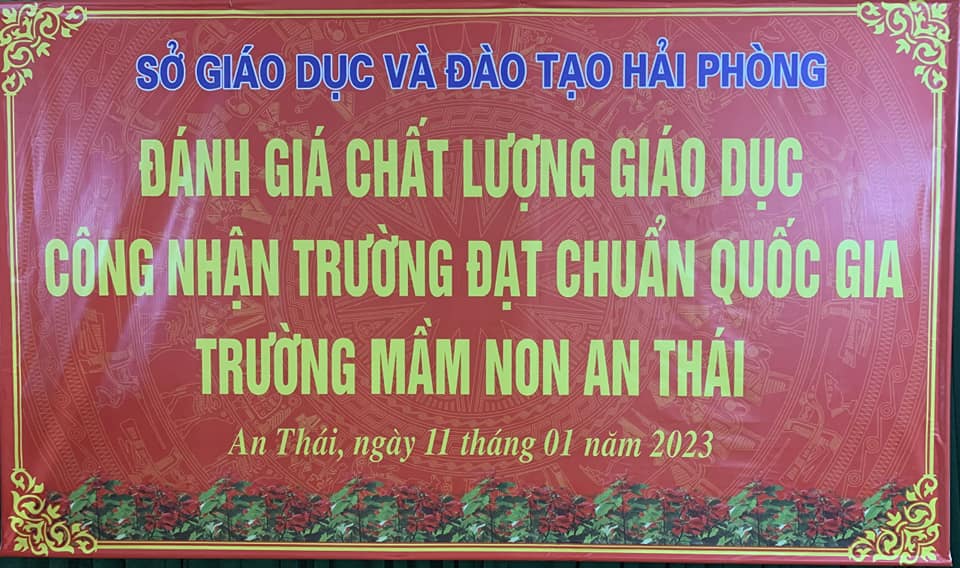 SỞ GIÁO DỤC VÀ ĐÀO TẠO HẢI PHÒNG
ĐÁNH GIÁ CHẤT LƯỢNG GIÁO DỤC
CÔNG NHẬN TRƯỜNG ĐẠT CHUẨN QUỐC GIA
TRƯỜNG MẦM NON AN THÁI
An Thái, ngày 11 tháng 01 năm 2023